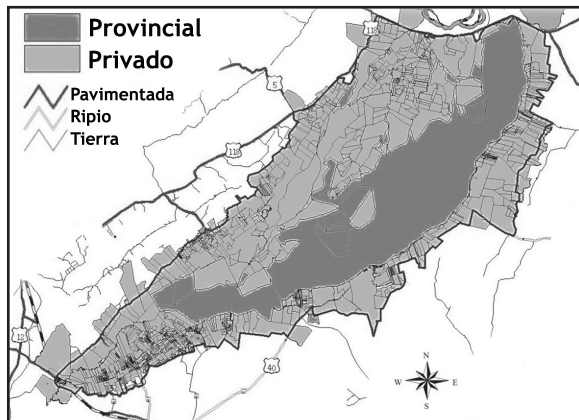 Provincial
Privado
Pavimentada
Ripio
Tierra
118
5
118
12
40
N
W E
S